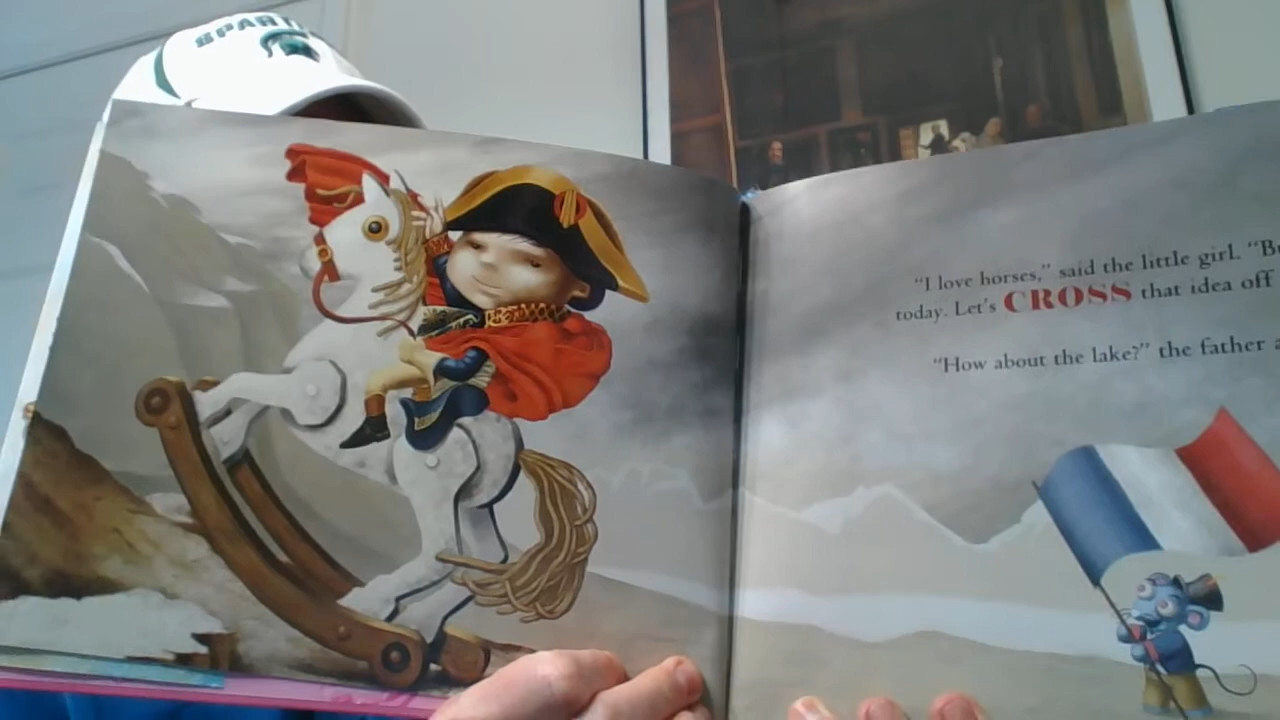 SPART
"I love horses," said the little girl. "B
today. Let's CROSS that idea off
"How about the lake?" the father a